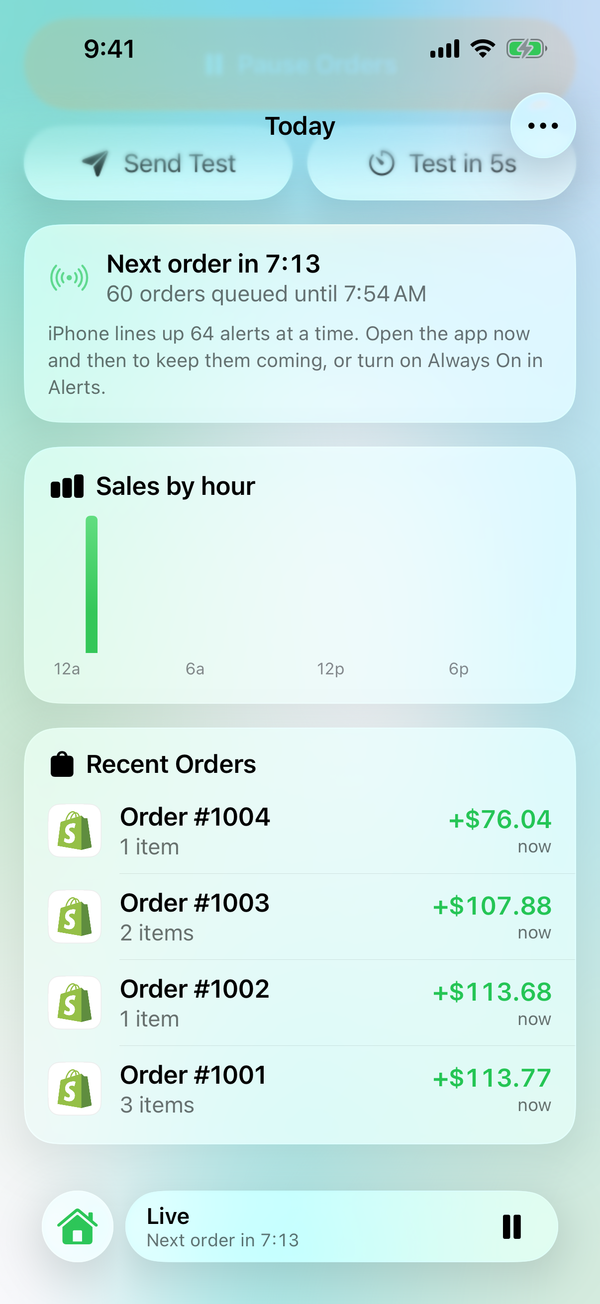 9:41
Pause Orders
Today
Send Test
Test in 5s
Next order in 7:13
60 orders queued until 7:54 AM
iPhone lines up 64 alerts at a time. Open the app now
and then to keep them coming, or turn on Always On in
Alerts.
Sales by hour
12a 6a 12p 6p
Recent Orders
Order #1004
+$76.04
1 item
now
Order #1003
+$107.88
2 items
now
Order #1002
+$113.68
1 item
now
Order #1001
+$113.77
3 items
now
Live
Next order in 7:13